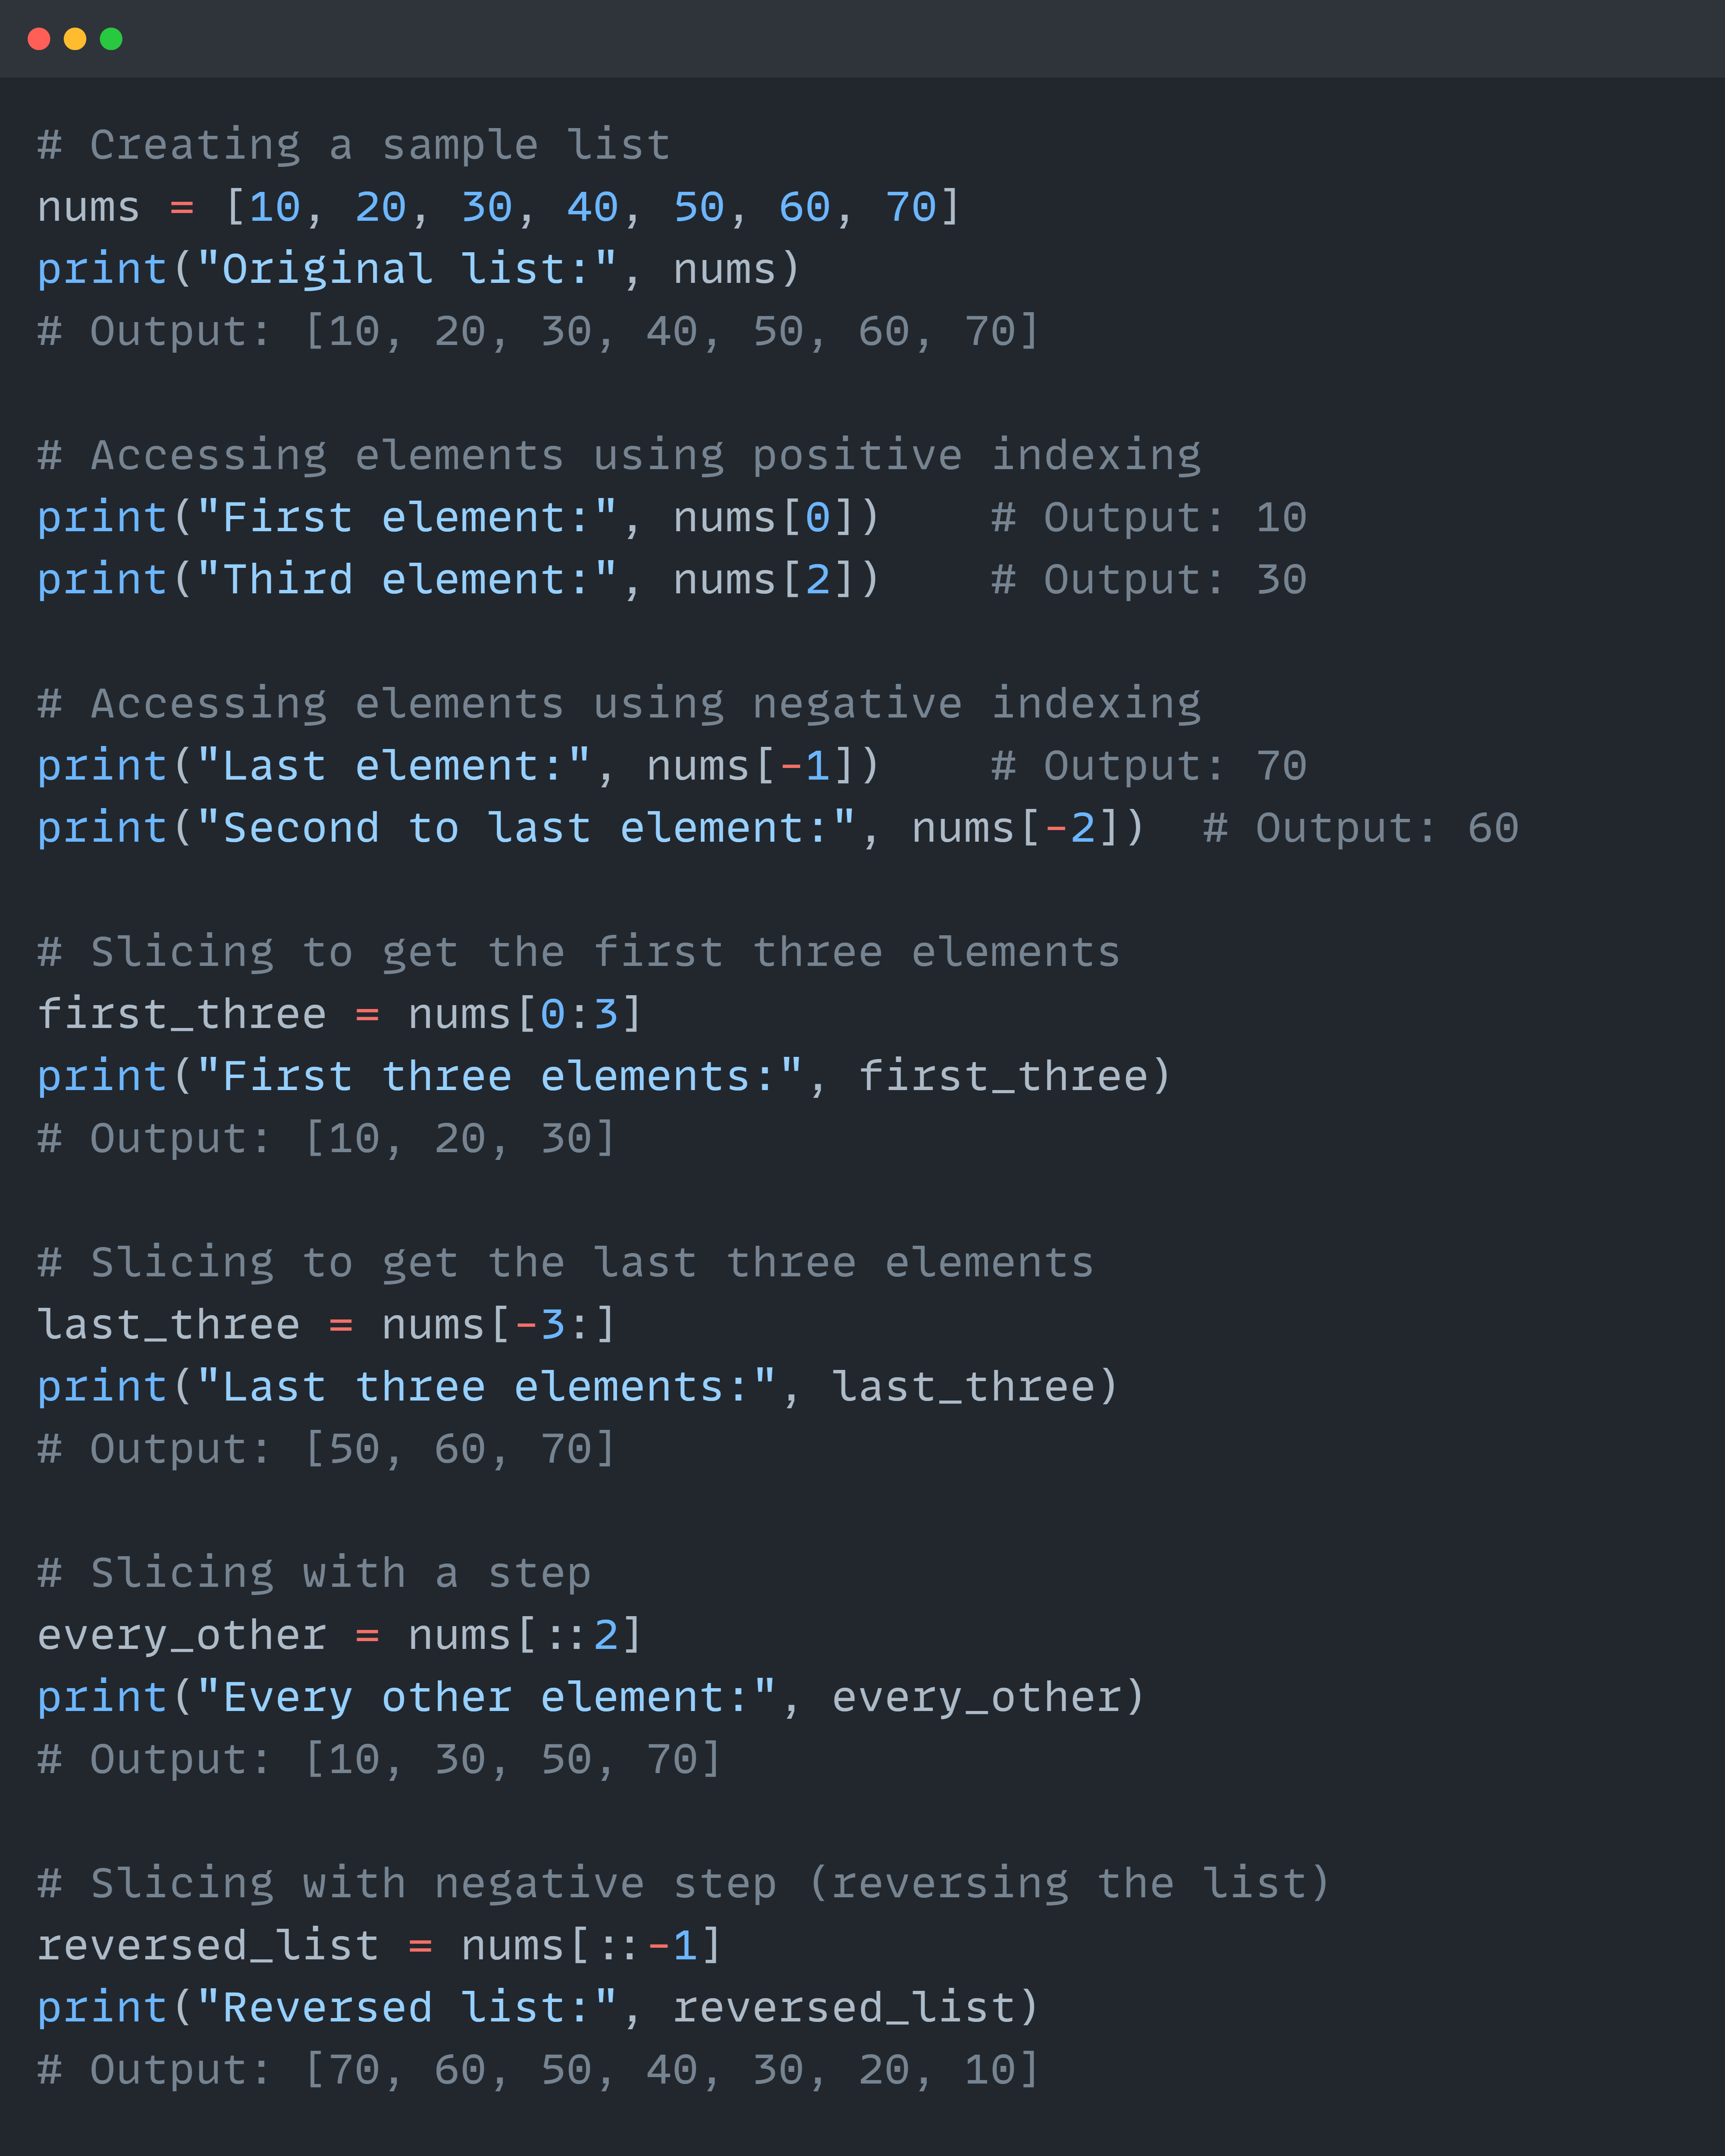 # Creating a sample list
nums = [10, 20, 30, 40, 50, 60, 70]
print("Original list:", nums)
# Output: [10, 20, 30, 40, 50, 60, 70]

# Accessing elements using positive indexing
print("First element:", nums[0])    # Output: 10
print("Third element:", nums[2])    # Output: 30

# Accessing elements using negative indexing
print("Last element:", nums[-1])    # Output: 70
print("Second to last element:", nums[-2])  # Output: 60

# Slicing to get the first three elements
first_three = nums[0:3]
print("First three elements:", first_three)
# Output: [10, 20, 30]

# Slicing to get the last three elements
last_three = nums[-3:]
print("Last three elements:", last_three)
# Output: [50, 60, 70]

# Slicing with a step
every_other = nums[::2]
print("Every other element:", every_other)
# Output: [10, 30, 50, 70]

# Slicing with negative step (reversing the list)
reversed_list = nums[::-1]
print("Reversed list:", reversed_list)
# Output: [70, 60, 50, 40, 30, 20, 10]